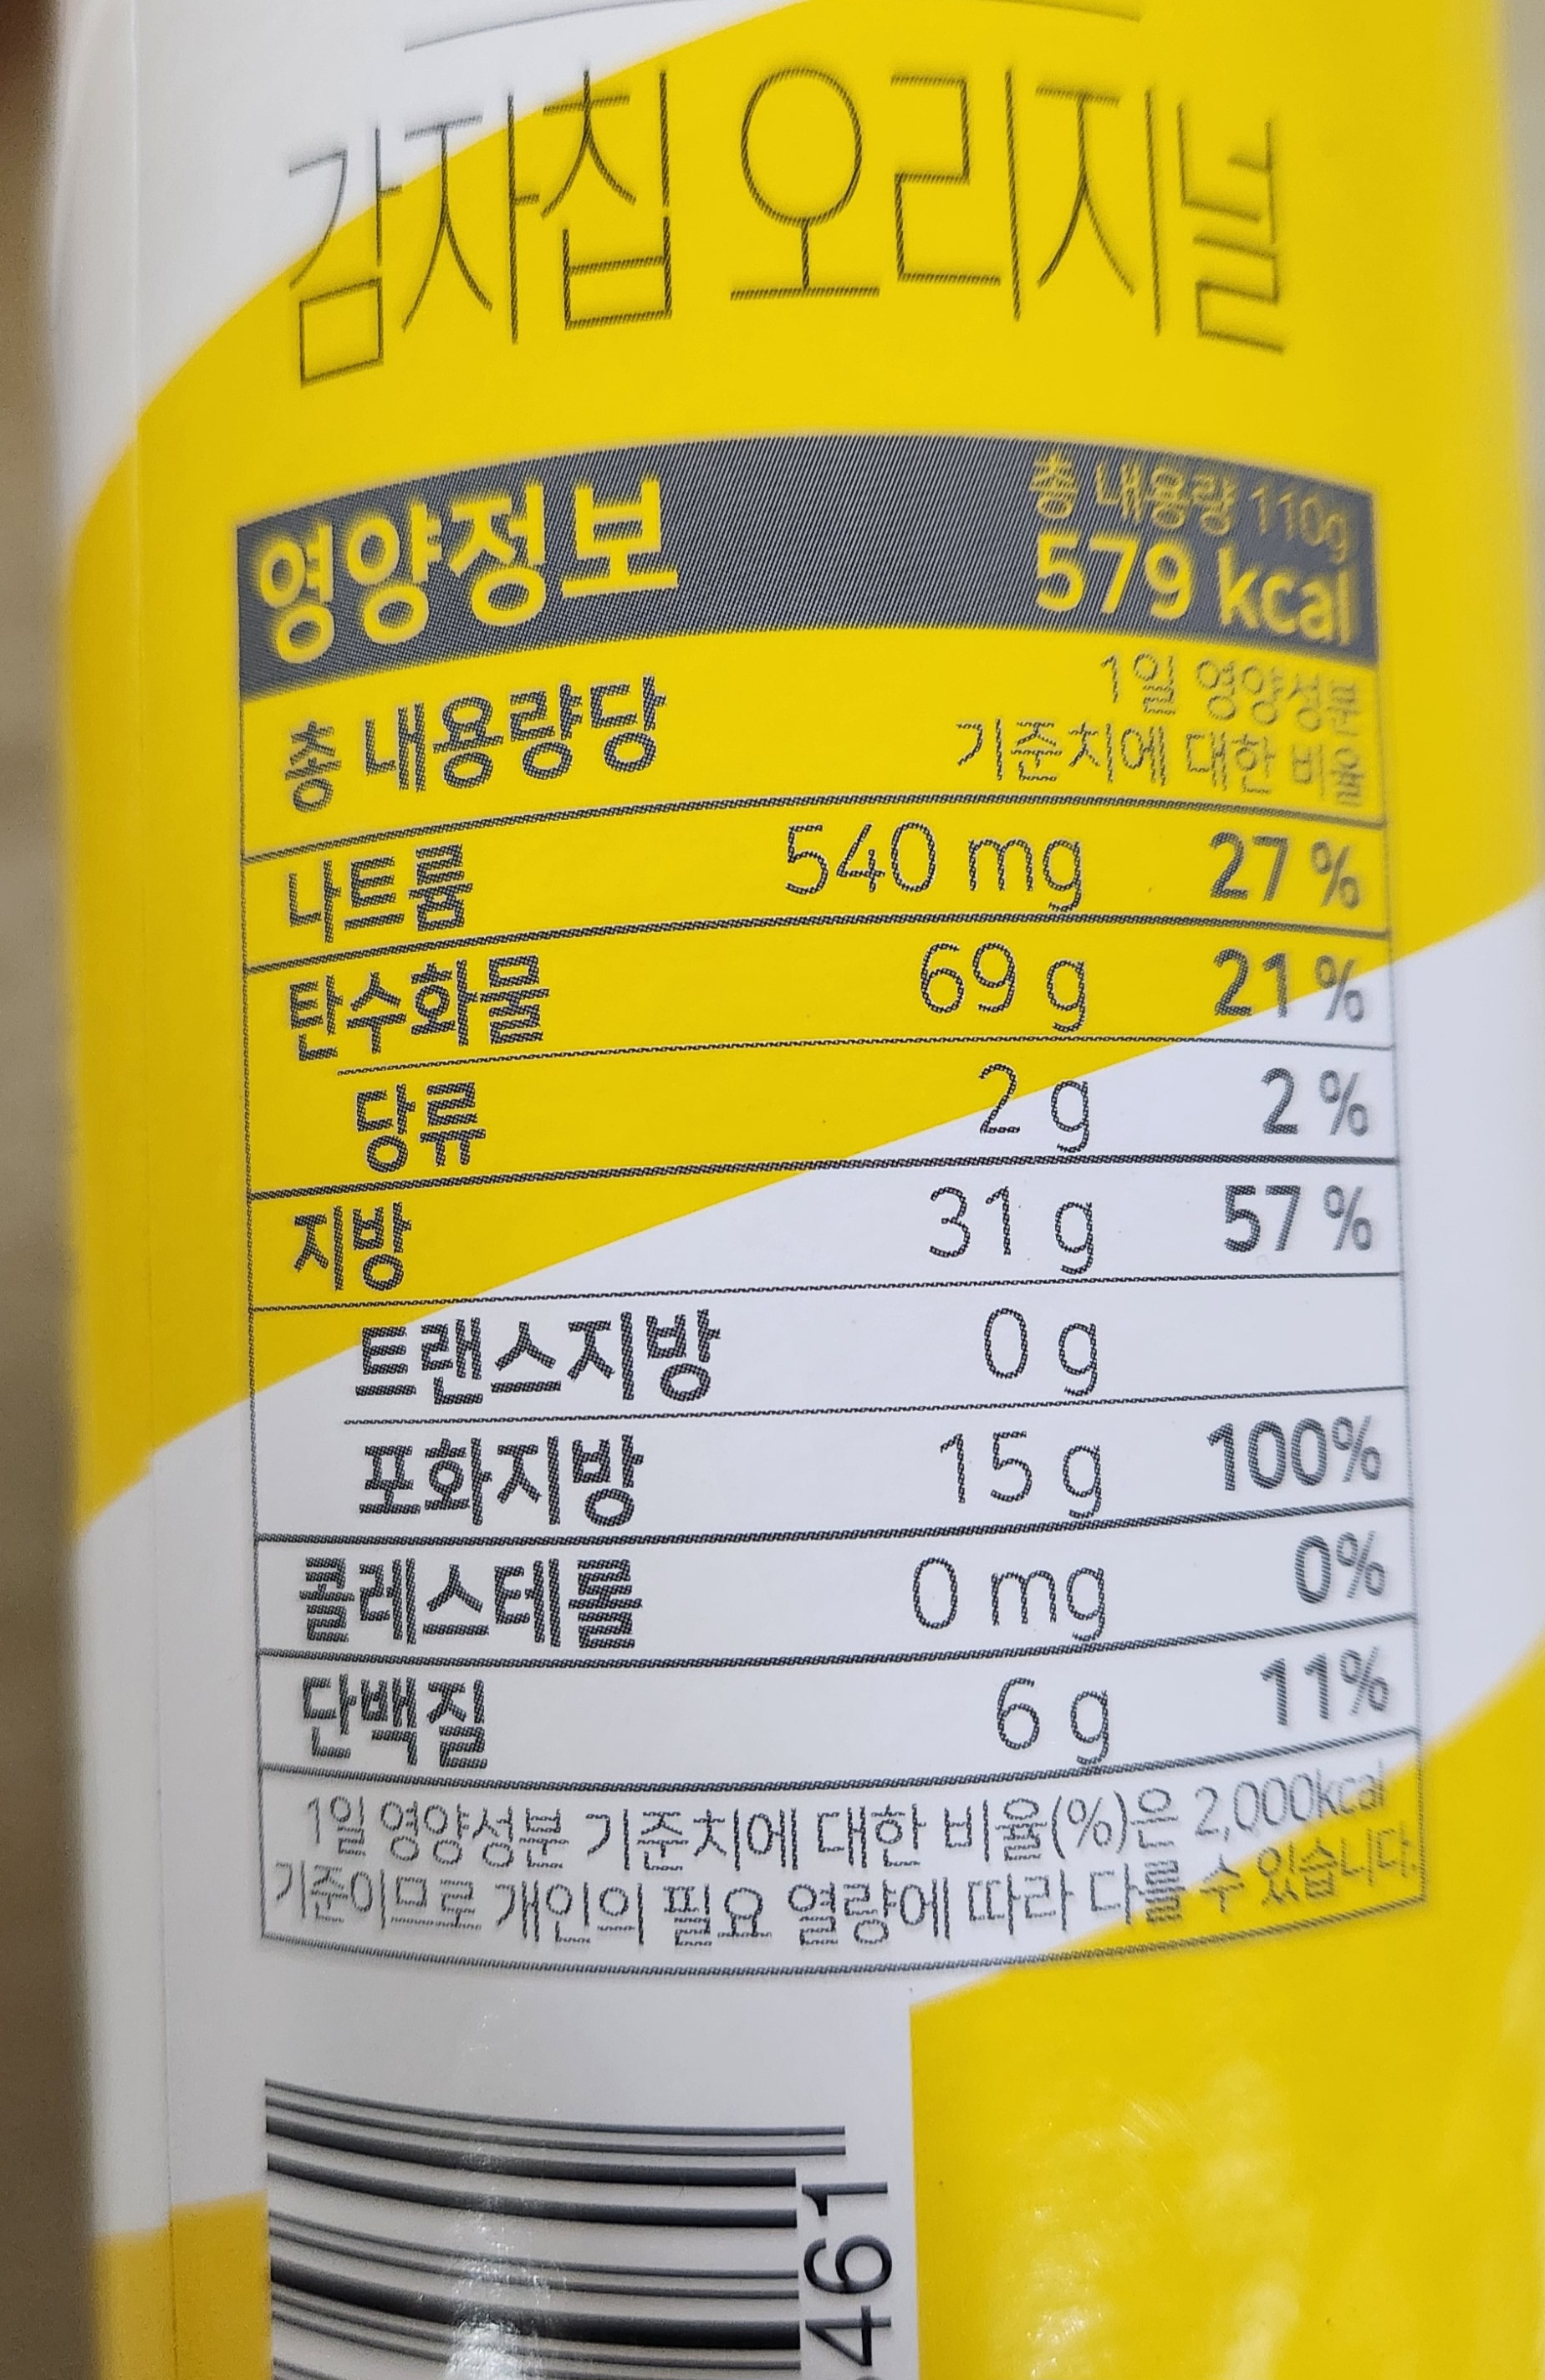 감자칩 오리지널
영양정보
총 내용량 110g
579 kcal
총 내용량당
1일 영양성분
기준치에 대한 비율
나트륨 540 mg 27 %
탄수화물 69 g 21 %
당류 2 g 2 %
지방 31 g 57 %
트랜스지방 0 g
포화지방 15 g 100%
콜레스테롤 0 mg 0%
단백질 6 g 11%
1일 영양성분 기준치에 대한 비율(%)은 2,000kcal
기준이므로 개인의 필요 열량에 따라 다를 수 있습니다.
461